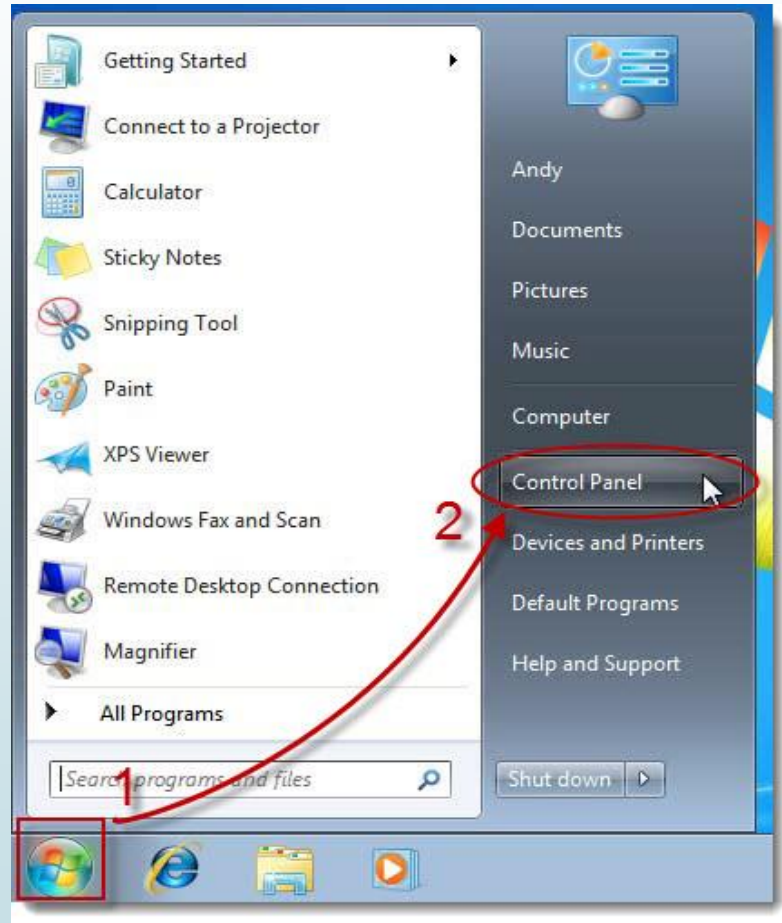 Getting Started
Connect to a Projector
Calculator
Sticky Notes
Snipping Tool
Paint
XPS Viewer
Windows Fax and Scan
Remote Desktop Connection
Magnifier
All Programs
Search programs and files
Andy
Documents
Pictures
Music
Computer
Control Panel
Devices and Printers
Default Programs
Help and Support
Shut down
1
2